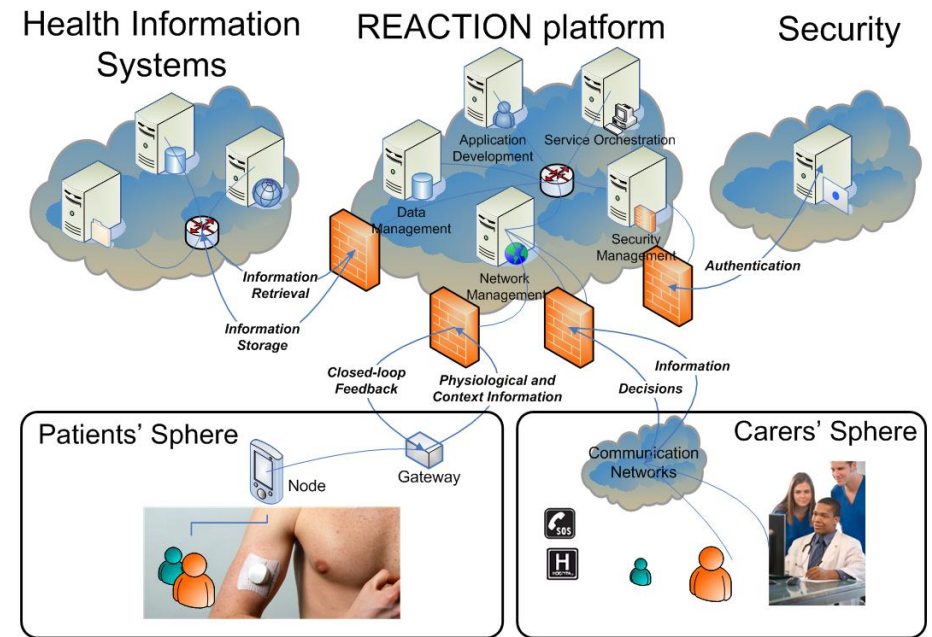 Health Information
Systems
REACTION platform
Security
Application
Development
Service Orchestration
Data
Management
Network
Management
Security
Management
Information
Retrieval
Information
Storage
Authentication
Closed-loop
Feedback
Physiological and
Context Information
Information
Decisions
Patients’ Sphere
Node
Gateway
Carers’ Sphere
Communication
Networks
SOS
H
HOSPITAL